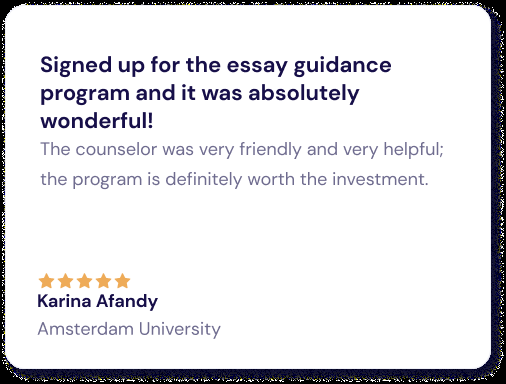 Signed up for the essay guidance
program and it was absolutely
wonderful!
The counselor was very friendly and very helpful;
the program is definitely worth the investment.
Karina Afandy
Amsterdam University